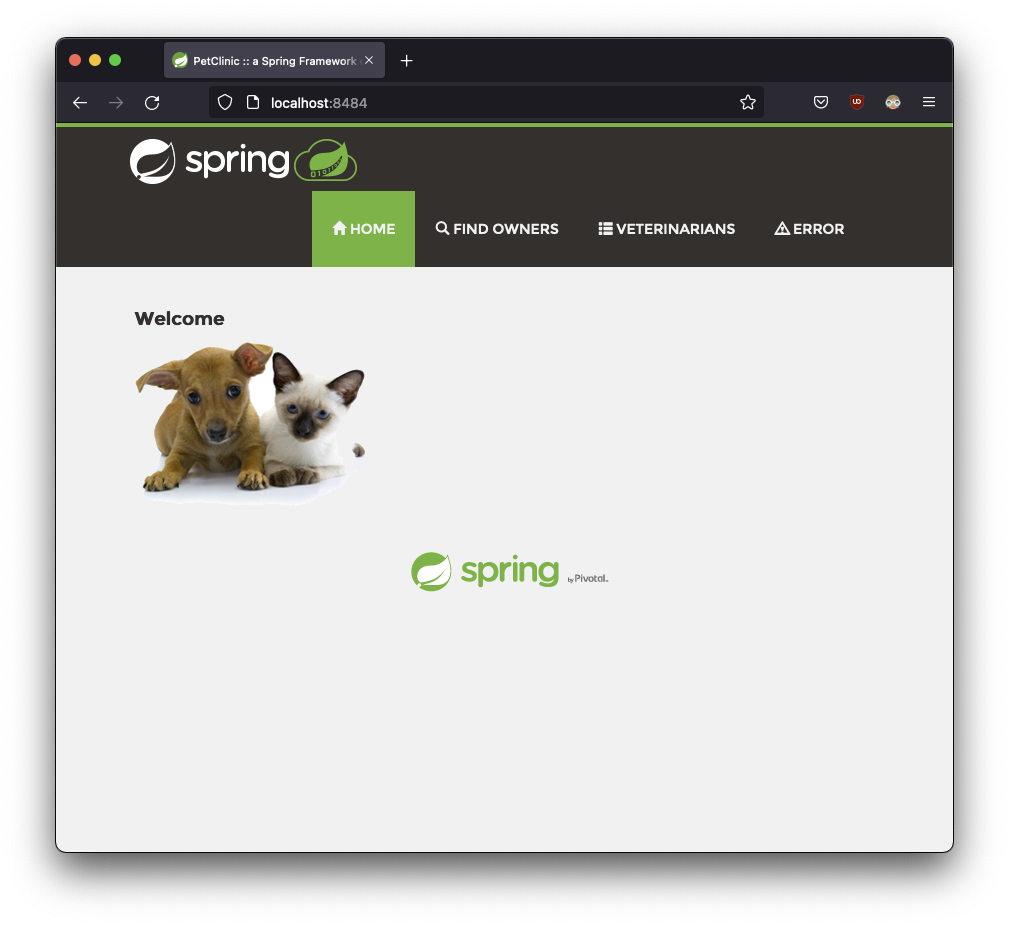 PetClinic :: a Spring Framework
localhost:8484
spring
HOME
FIND OWNERS
VETERINARIANS
ERROR
Welcome
spring by Pivotal.